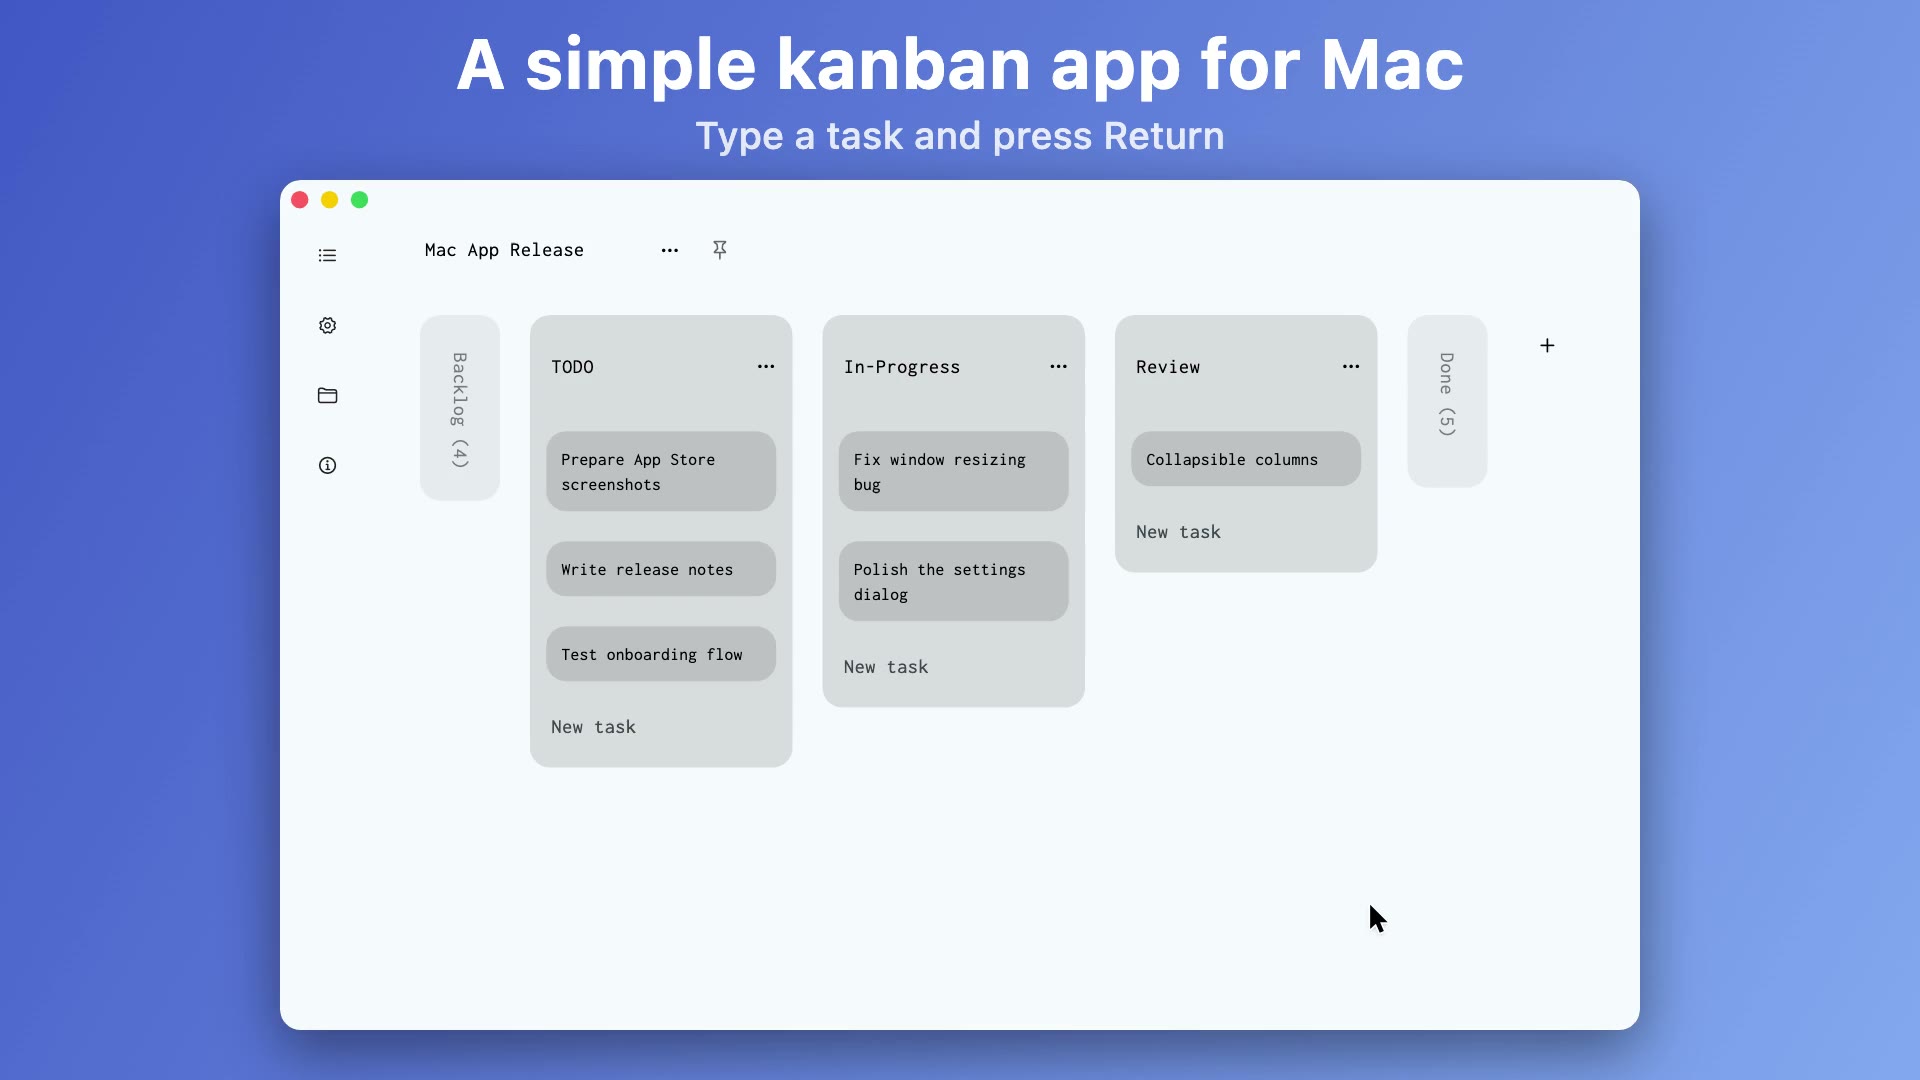 A simple kanban app for Mac
Type a task and press Return
Mac App Release
Backlog (4)
TODO
Prepare App Store
screenshots
Write release notes
Test onboarding flow
New task
In-Progress
Fix window resizing
bug
Polish the settings
dialog
New task
Review
Collapsible columns
New task
Done (5)